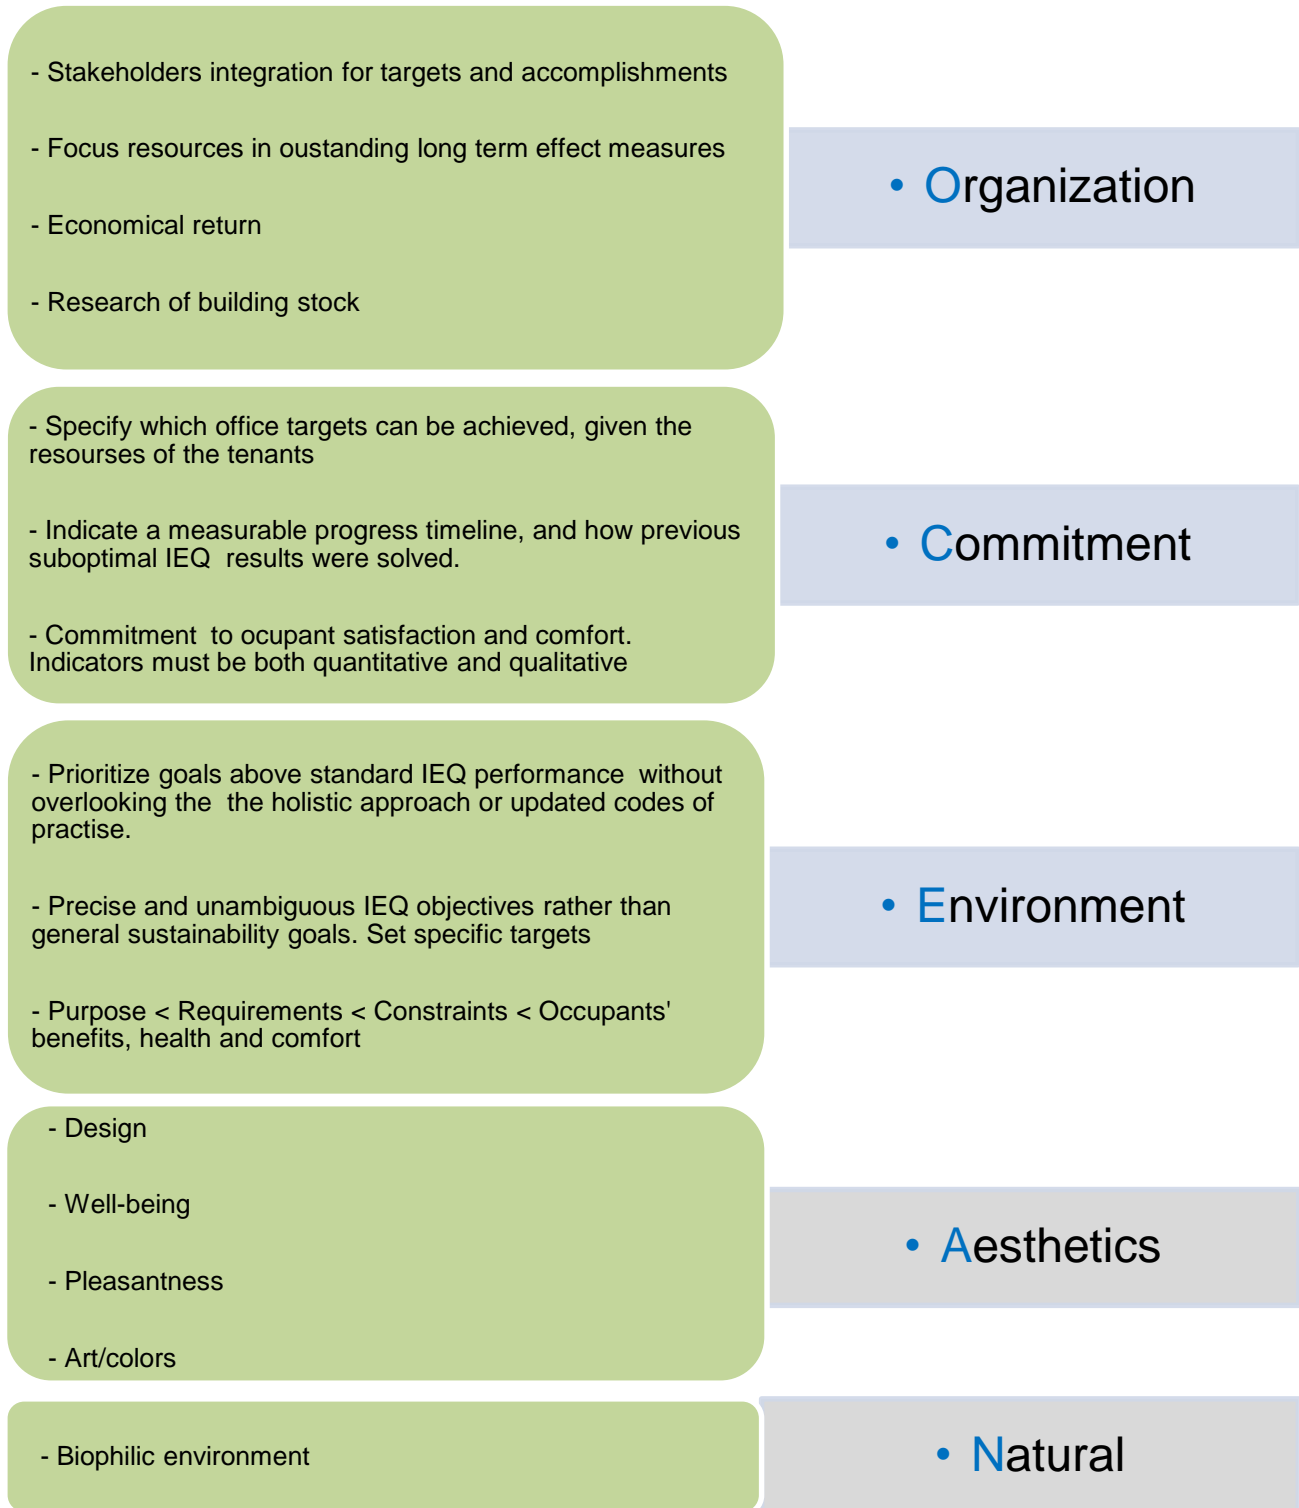 - Stakeholders integration for targets and accomplishments
- Focus resources in oustanding long term effect measures
- Economical return
- Research of building stock
• Organization
- Specify which office targets can be achieved, given the
resourses of the tenants
- Indicate a measurable progress timeline, and how previous
suboptimal IEQ  results were solved.
- Commitment  to ocupant satisfaction and comfort.
Indicators must be both quantitative and qualitative
• Commitment
- Prioritize goals above standard IEQ performance  without
overlooking the  the holistic approach or updated codes of
practise.
- Precise and unambiguous IEQ objectives rather than
general sustainability goals. Set specific targets
- Purpose < Requirements < Constraints < Occupants'
benefits, health and comfort
• Environment
- Design
- Well-being
- Pleasantness
- Art/colors
• Aesthetics
- Biophilic environment
• Natural